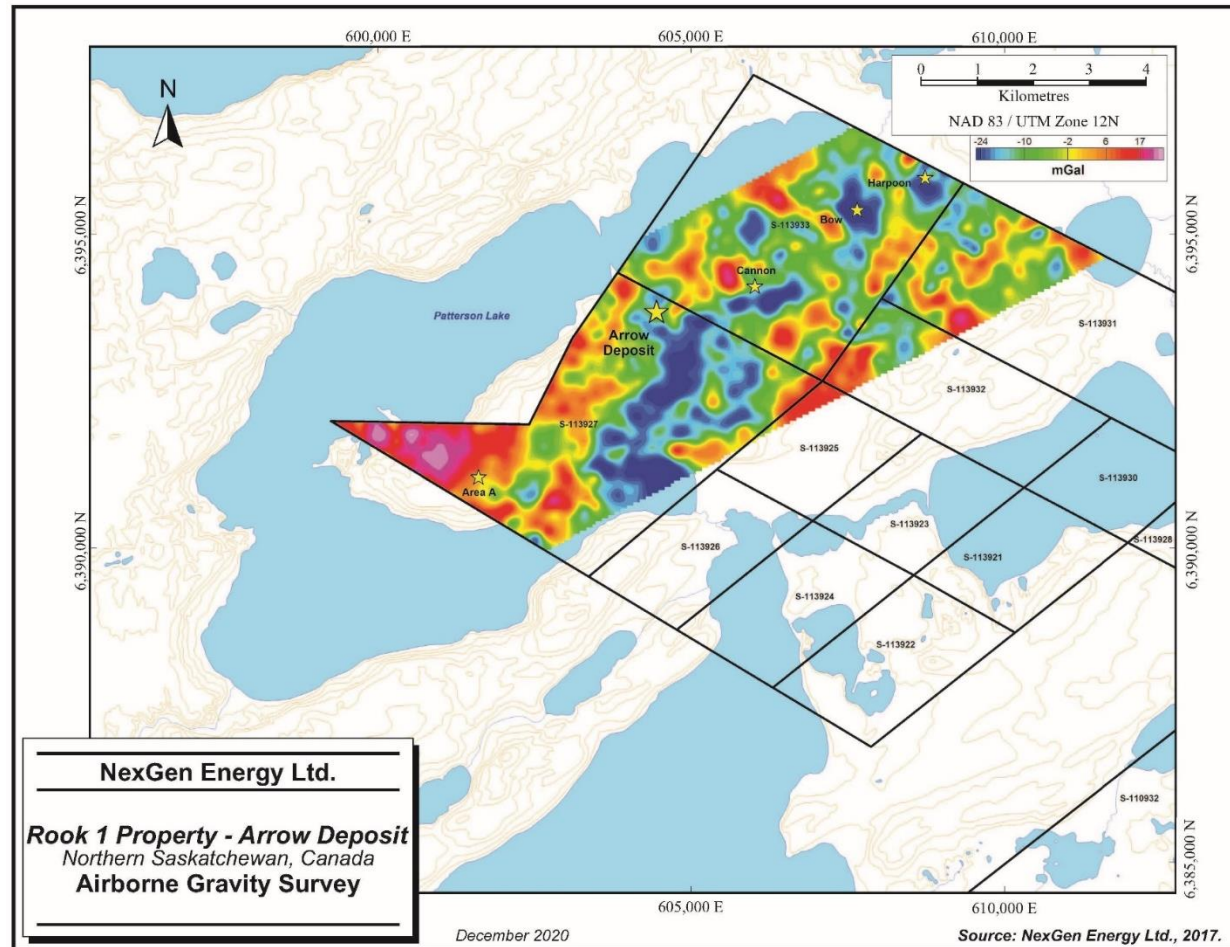 600,000 E
605,000 E
610,000 E
N
0 1 2 3 4
Kilometres
NAD 83 / UTM Zone 12N
-24 -10 -2 6 17
mGal
Harpoon
Bow
S-113933
6,395,000 N
6,395,000 N
Cannon
Patterson Lake
Arrow
Deposit
S-113931
S-113932
S-113927
S-113925
S-113930
Area A
S-113923
S-113928
S-113926
S-113921
6,390,000 N
6,390,000 N
S-113924
S-113922
S-110932
6,385,000 N
NexGen Energy Ltd.
Rook 1 Property - Arrow Deposit
Northern Saskatchewan, Canada
Airborne Gravity Survey
605,000 E
610,000 E
December 2020
Source: NexGen Energy Ltd., 2017.